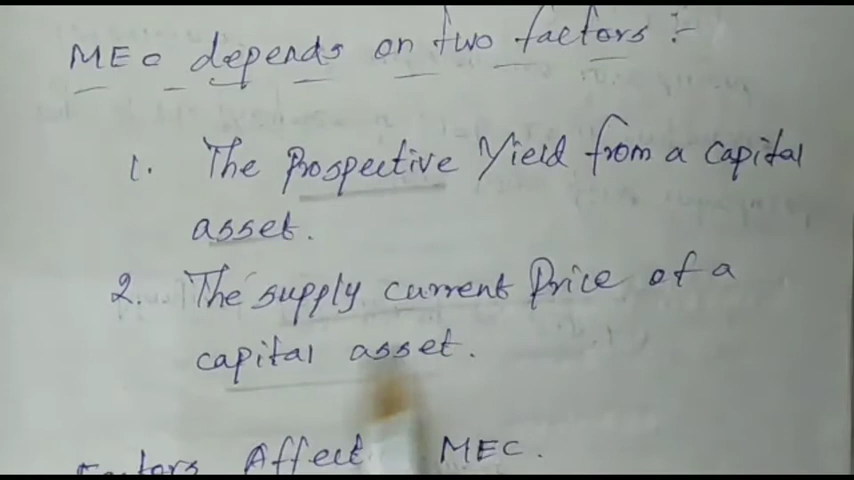 MEC depends on two factors :-
1. The Prospective Yield from a capital
asset.
2. The supply current Price of a
capital asset.
Factors Affect MEC.